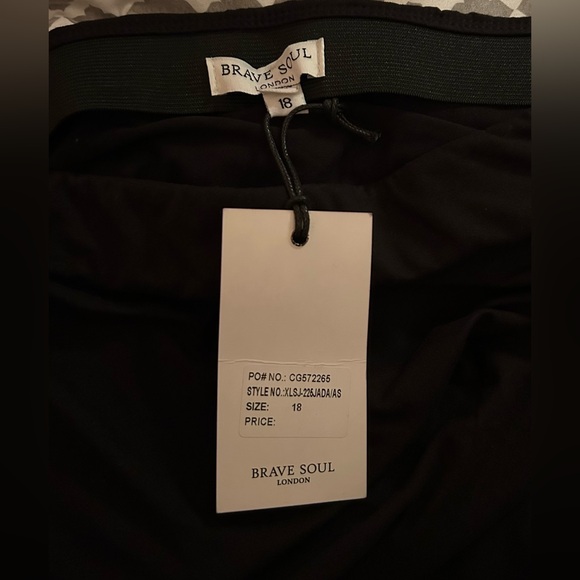 BRAVE SOUL
LONDON
18
PO# NO.: CG572265
STYLE NO.:XLSJ-226JADA/AS
SIZE: 18
PRICE:
BRAVE SOUL
LONDON